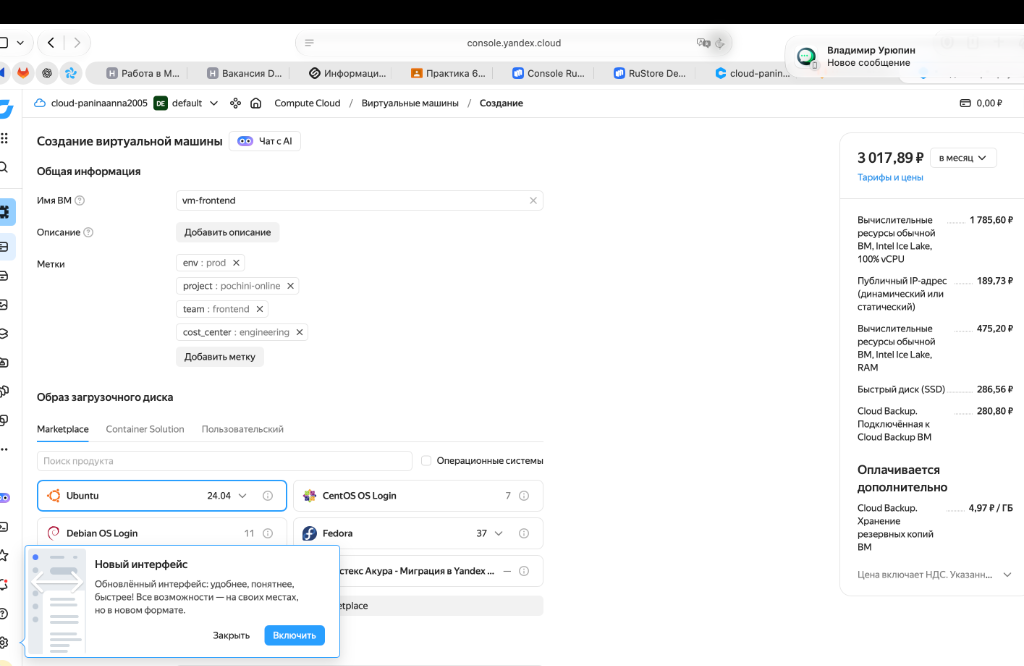 console.yandex.cloud
Владимир Урюпин
Новое сообщение
Работа в М...
Вакансия D...
Информаци...
Практика 6...
Console Ru...
RuStore De...
cloud-panin...
cloud-paninaanna2005 DE default
Compute Cloud / Виртуальные машины / Создание
0,00 ₽
Создание виртуальной машины
Чат с AI
Общая информация
Имя ВМ
vm-frontend
Описание
Добавить описание
Метки
env : prod
project : pochini-online
team : frontend
cost_center : engineering
Добавить метку
Образ загрузочного диска
Marketplace Container Solution Пользовательский
Поиск продукта
Операционные системы
Ubuntu 24.04
CentOS OS Login 7
Debian OS Login 11
Fedora 37
стекс Акура - Миграция в Yandex ... —
etplace
Новый интерфейс
Обновлённый интерфейс: удобнее, понятнее,
быстрее! Все возможности — на своих местах,
но в новом формате.
Закрыть
Включить
3 017,89 ₽ в месяц
Тарифы и цены
Вычислительные 1 785,60 ₽
ресурсы обычной
ВМ, Intel Ice Lake,
100% vCPU
Публичный IP-адрес 189,73 ₽
(динамический или
статический)
Вычислительные 475,20 ₽
ресурсы обычной
ВМ, Intel Ice Lake,
RAM
Быстрый диск (SSD) 286,56 ₽
Cloud Backup. 280,80 ₽
Подключённая к
Cloud Backup ВМ
Оплачивается
дополнительно
Cloud Backup. 4,97 ₽ / ГБ
Хранение
резервных копий
ВМ
Цена включает НДС. Указанн...